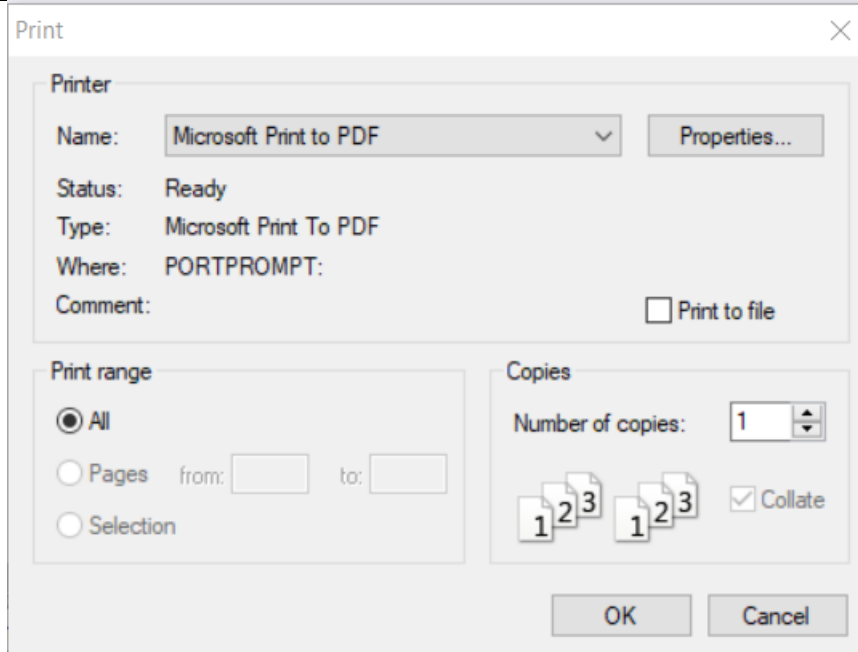 Print
Printer
Name: Microsoft Print to PDF Properties...
Status: Ready
Type: Microsoft Print To PDF
Where: PORTPROMPT:
Comment:
Print to file
Print range
All
Pages from: to:
Selection
Copies
Number of copies: 1
1 2 3 1 2 3
Collate
OK Cancel